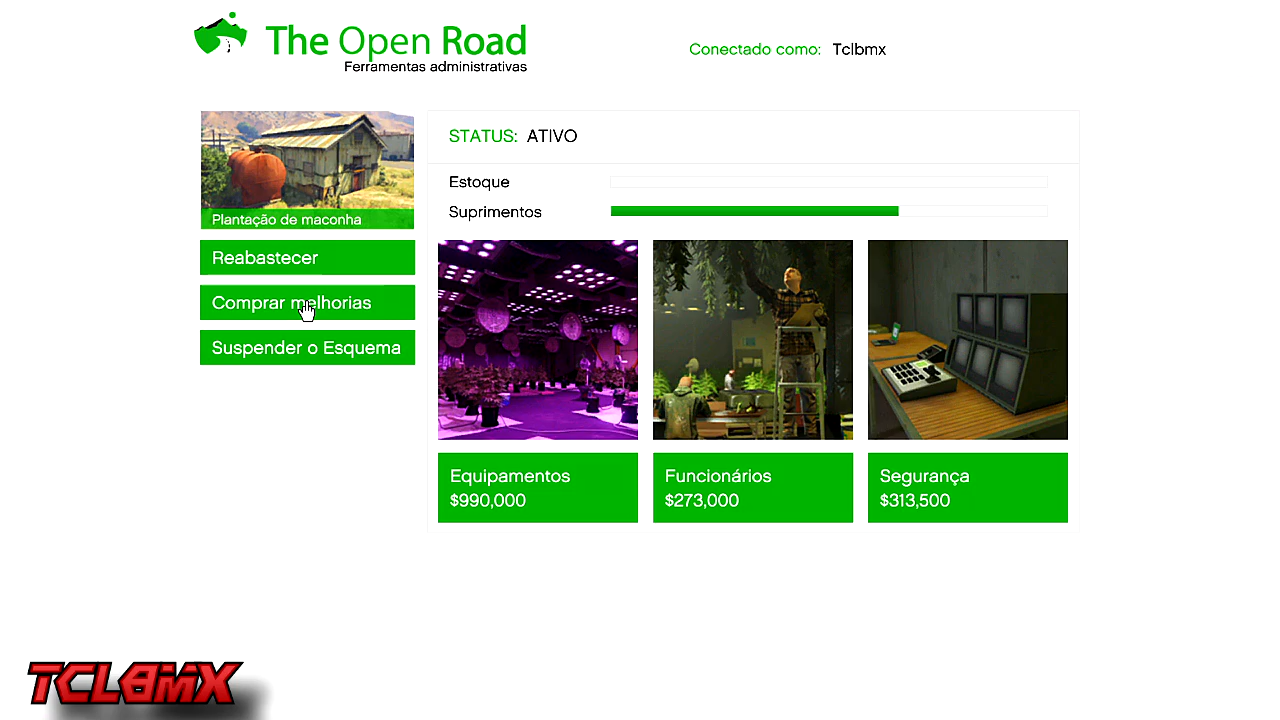 The Open Road
Ferramentas administrativas
Conectado como: Tclbmx
Plantação de maconha
Reabastecer
Comprar melhorias
Suspender o Esquema
STATUS: ATIVO
Estoque
Suprimentos
Equipamentos
$990,000
Funcionários
$273,000
Segurança
$313,500
TCLBMX